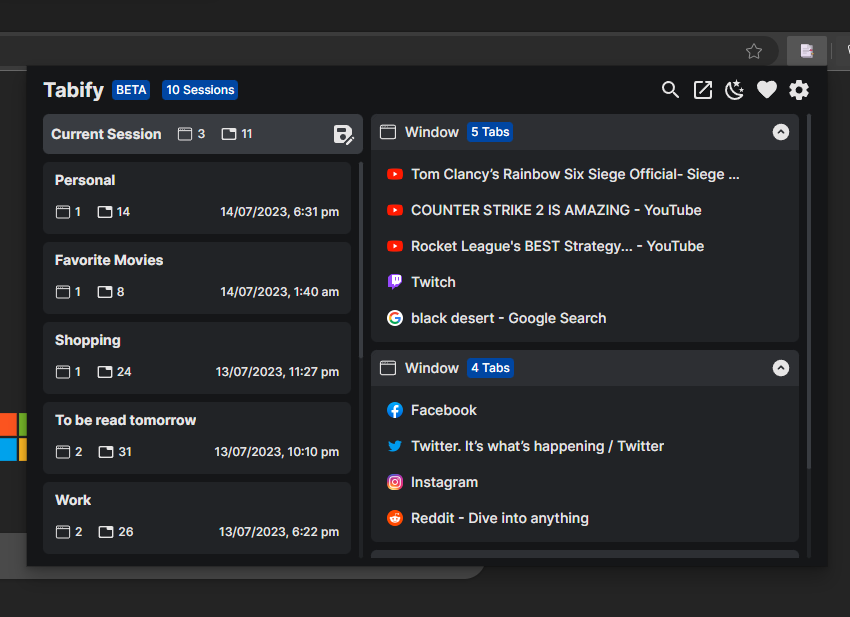 Tabify BETA 10 Sessions
Current Session 3 11
Personal
1 14 14/07/2023, 6:31 pm
Favorite Movies
1 8 14/07/2023, 1:40 am
Shopping
1 24 13/07/2023, 11:27 pm
To be read tomorrow
2 31 13/07/2023, 10:10 pm
Work
2 26 13/07/2023, 6:22 pm
Window 5 Tabs
Tom Clancy’s Rainbow Six Siege Official- Siege ...
COUNTER STRIKE 2 IS AMAZING - YouTube
Rocket League's BEST Strategy... - YouTube
Twitch
black desert - Google Search
Window 4 Tabs
Facebook
Twitter. It’s what’s happening / Twitter
Instagram
Reddit - Dive into anything